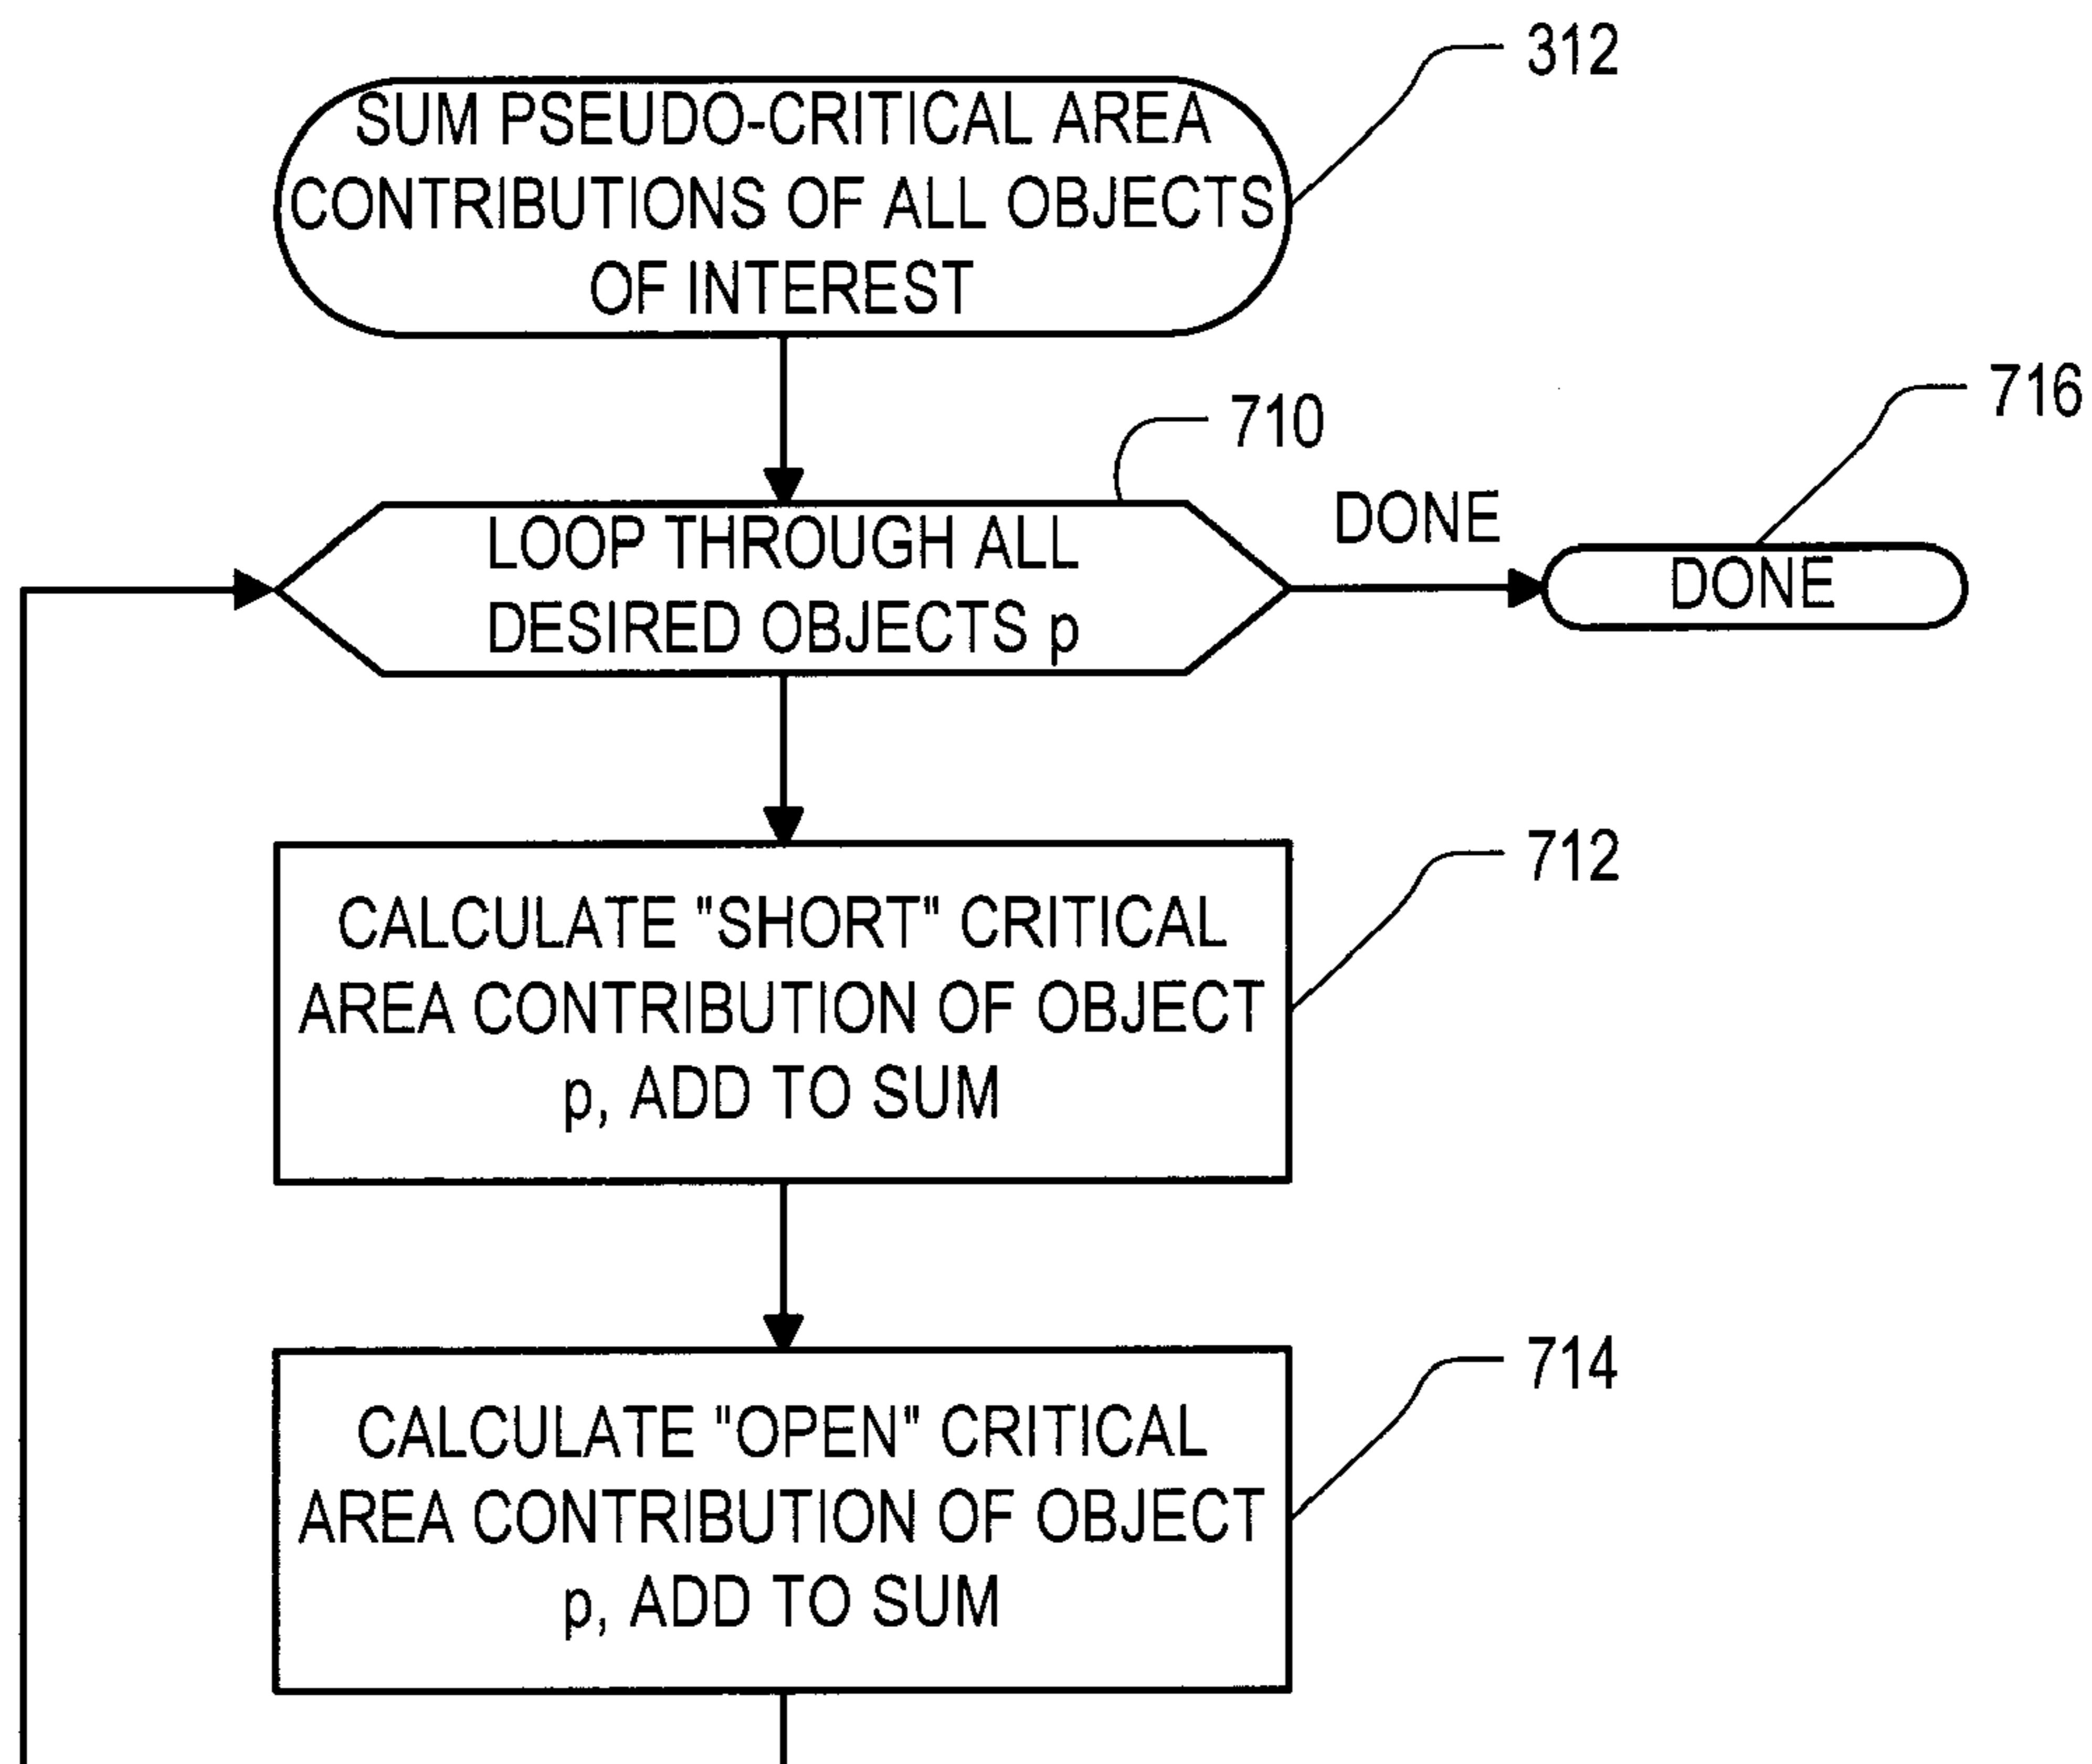 312
SUM PSEUDO-CRITICAL AREA
CONTRIBUTIONS OF ALL OBJECTS
OF INTEREST
716
710
DONE
LOOP THROUGH ALL
DESIRED OBJECTS p
DONE
712
CALCULATE "SHORT" CRITICAL
AREA CONTRIBUTION OF OBJECT
p, ADD TO SUM
714
CALCULATE "OPEN" CRITICAL
AREA CONTRIBUTION OF OBJECT
p, ADD TO SUM